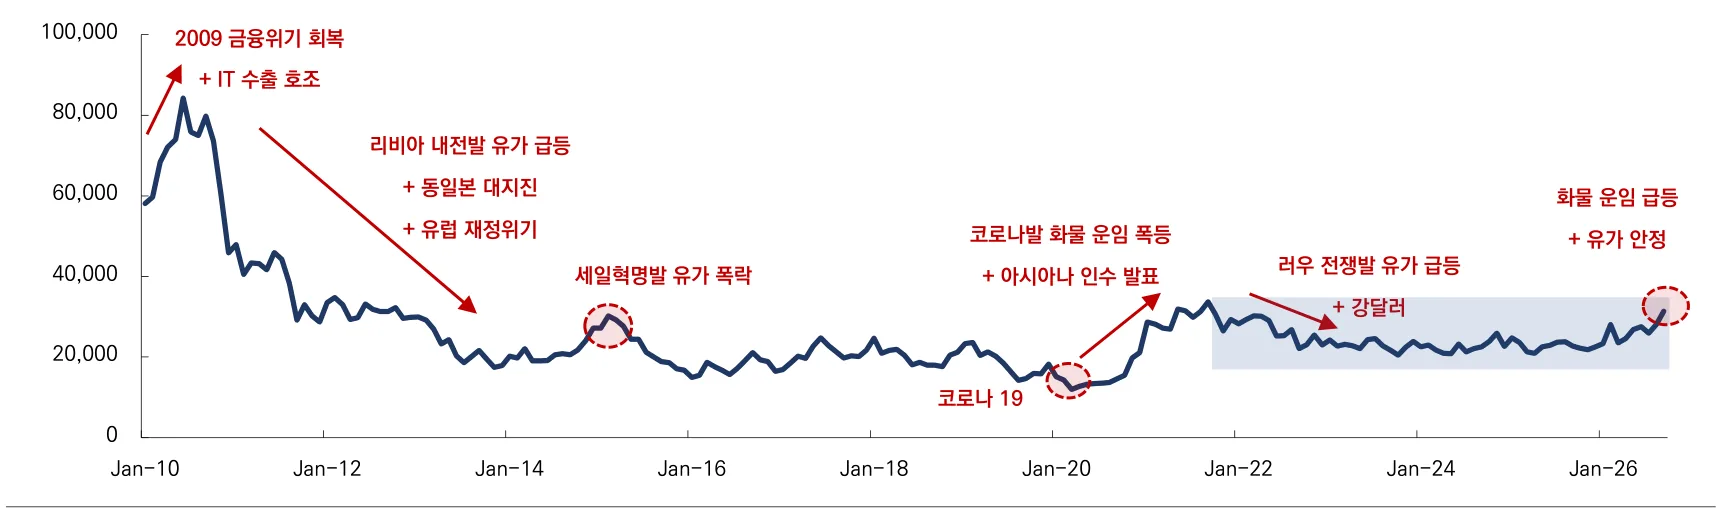 100,000
80,000
60,000
40,000
20,000
0
2009 금융위기 회복
+ IT 수출 호조
리비아 내전발 유가 급등
+ 동일본 대지진
+ 유럽 재정위기
세일혁명발 유가 폭락
코로나 19
코로나발 화물 운임 폭등
+ 아시아나 인수 발표
러우 전쟁발 유가 급등
+ 강달러
화물 운임 급등
+ 유가 안정
Jan-10 Jan-12 Jan-14 Jan-16 Jan-18 Jan-20 Jan-22 Jan-24 Jan-26